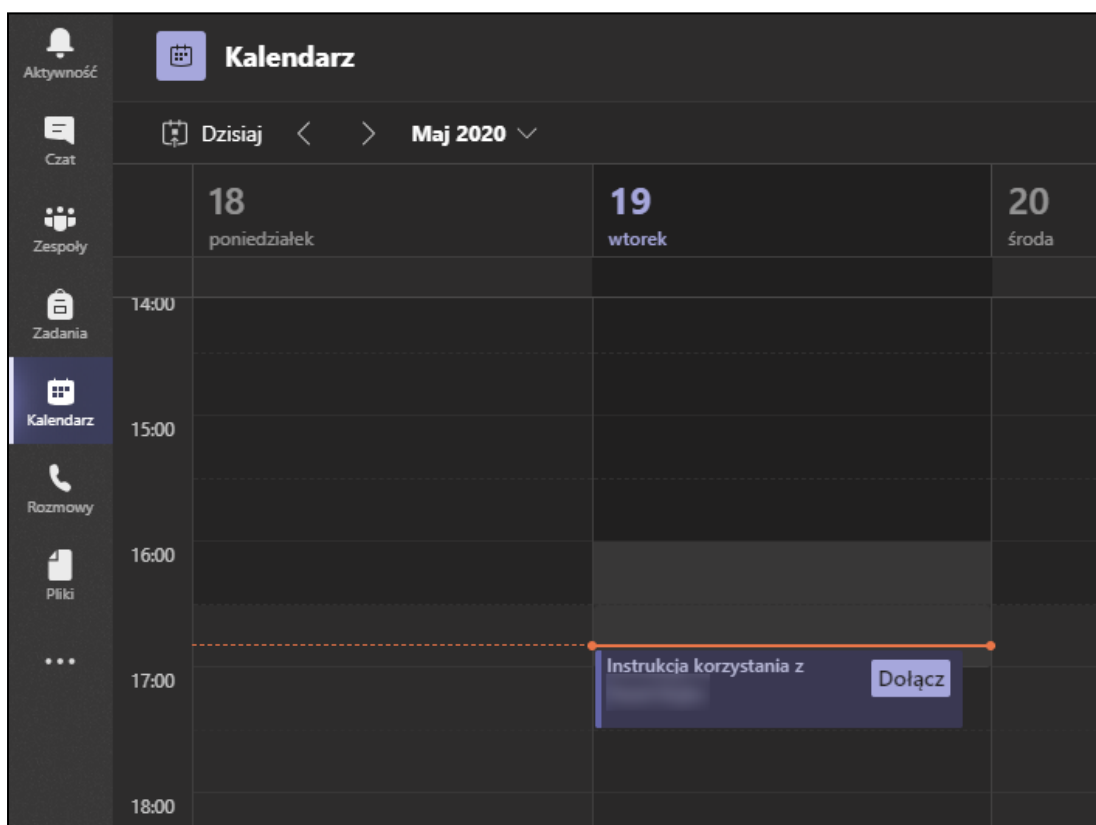 Aktywność
Czat
Zespoły
Zadania
Kalendarz
Rozmowy
Pliki
Kalendarz
Dzisiaj Maj 2020
18 19 20
poniedziałek wtorek środa
14:00
15:00
16:00
17:00
18:00
Instrukcja korzystania z
Dołącz